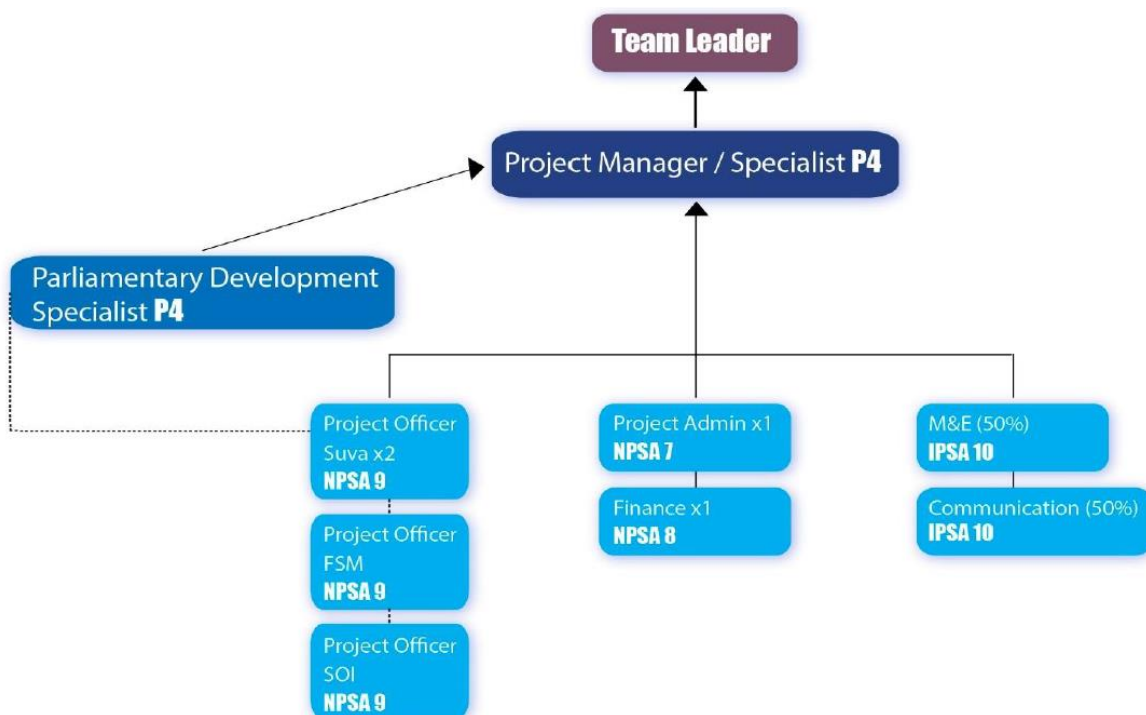 Team Leader
Project Manager / Specialist P4
Parliamentary Development
Specialist P4
Project Officer
Suva x2
NPSA 9
Project Officer
FSM
NPSA 9
Project Officer
SOI
NPSA 9
Project Admin x1
NPSA 7
Finance x1
NPSA 8
M&E (50%)
IPSA 10
Communication (50%)
IPSA 10